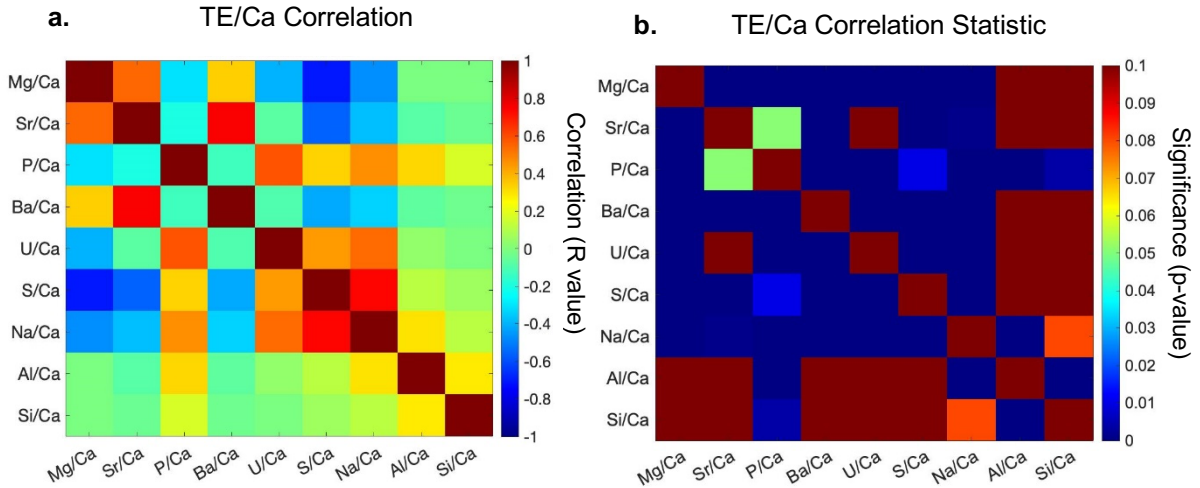 a. TE/Ca Correlation
Mg/Ca
Sr/Ca
P/Ca
Ba/Ca
U/Ca
S/Ca
Na/Ca
Al/Ca
Si/Ca
Mg/Ca Sr/Ca P/Ca Ba/Ca U/Ca S/Ca Na/Ca Al/Ca Si/Ca
1
0.8
0.6
0.4
0.2
0
-0.2
-0.4
-0.6
-0.8
-1
Correlation (R value)
b. TE/Ca Correlation Statistic
Mg/Ca
Sr/Ca
P/Ca
Ba/Ca
U/Ca
S/Ca
Na/Ca
Al/Ca
Si/Ca
Mg/Ca Sr/Ca P/Ca Ba/Ca U/Ca S/Ca Na/Ca Al/Ca Si/Ca
0.1
0.09
0.08
0.07
0.06
0.05
0.04
0.03
0.02
0.01
0
Significance (p-value)